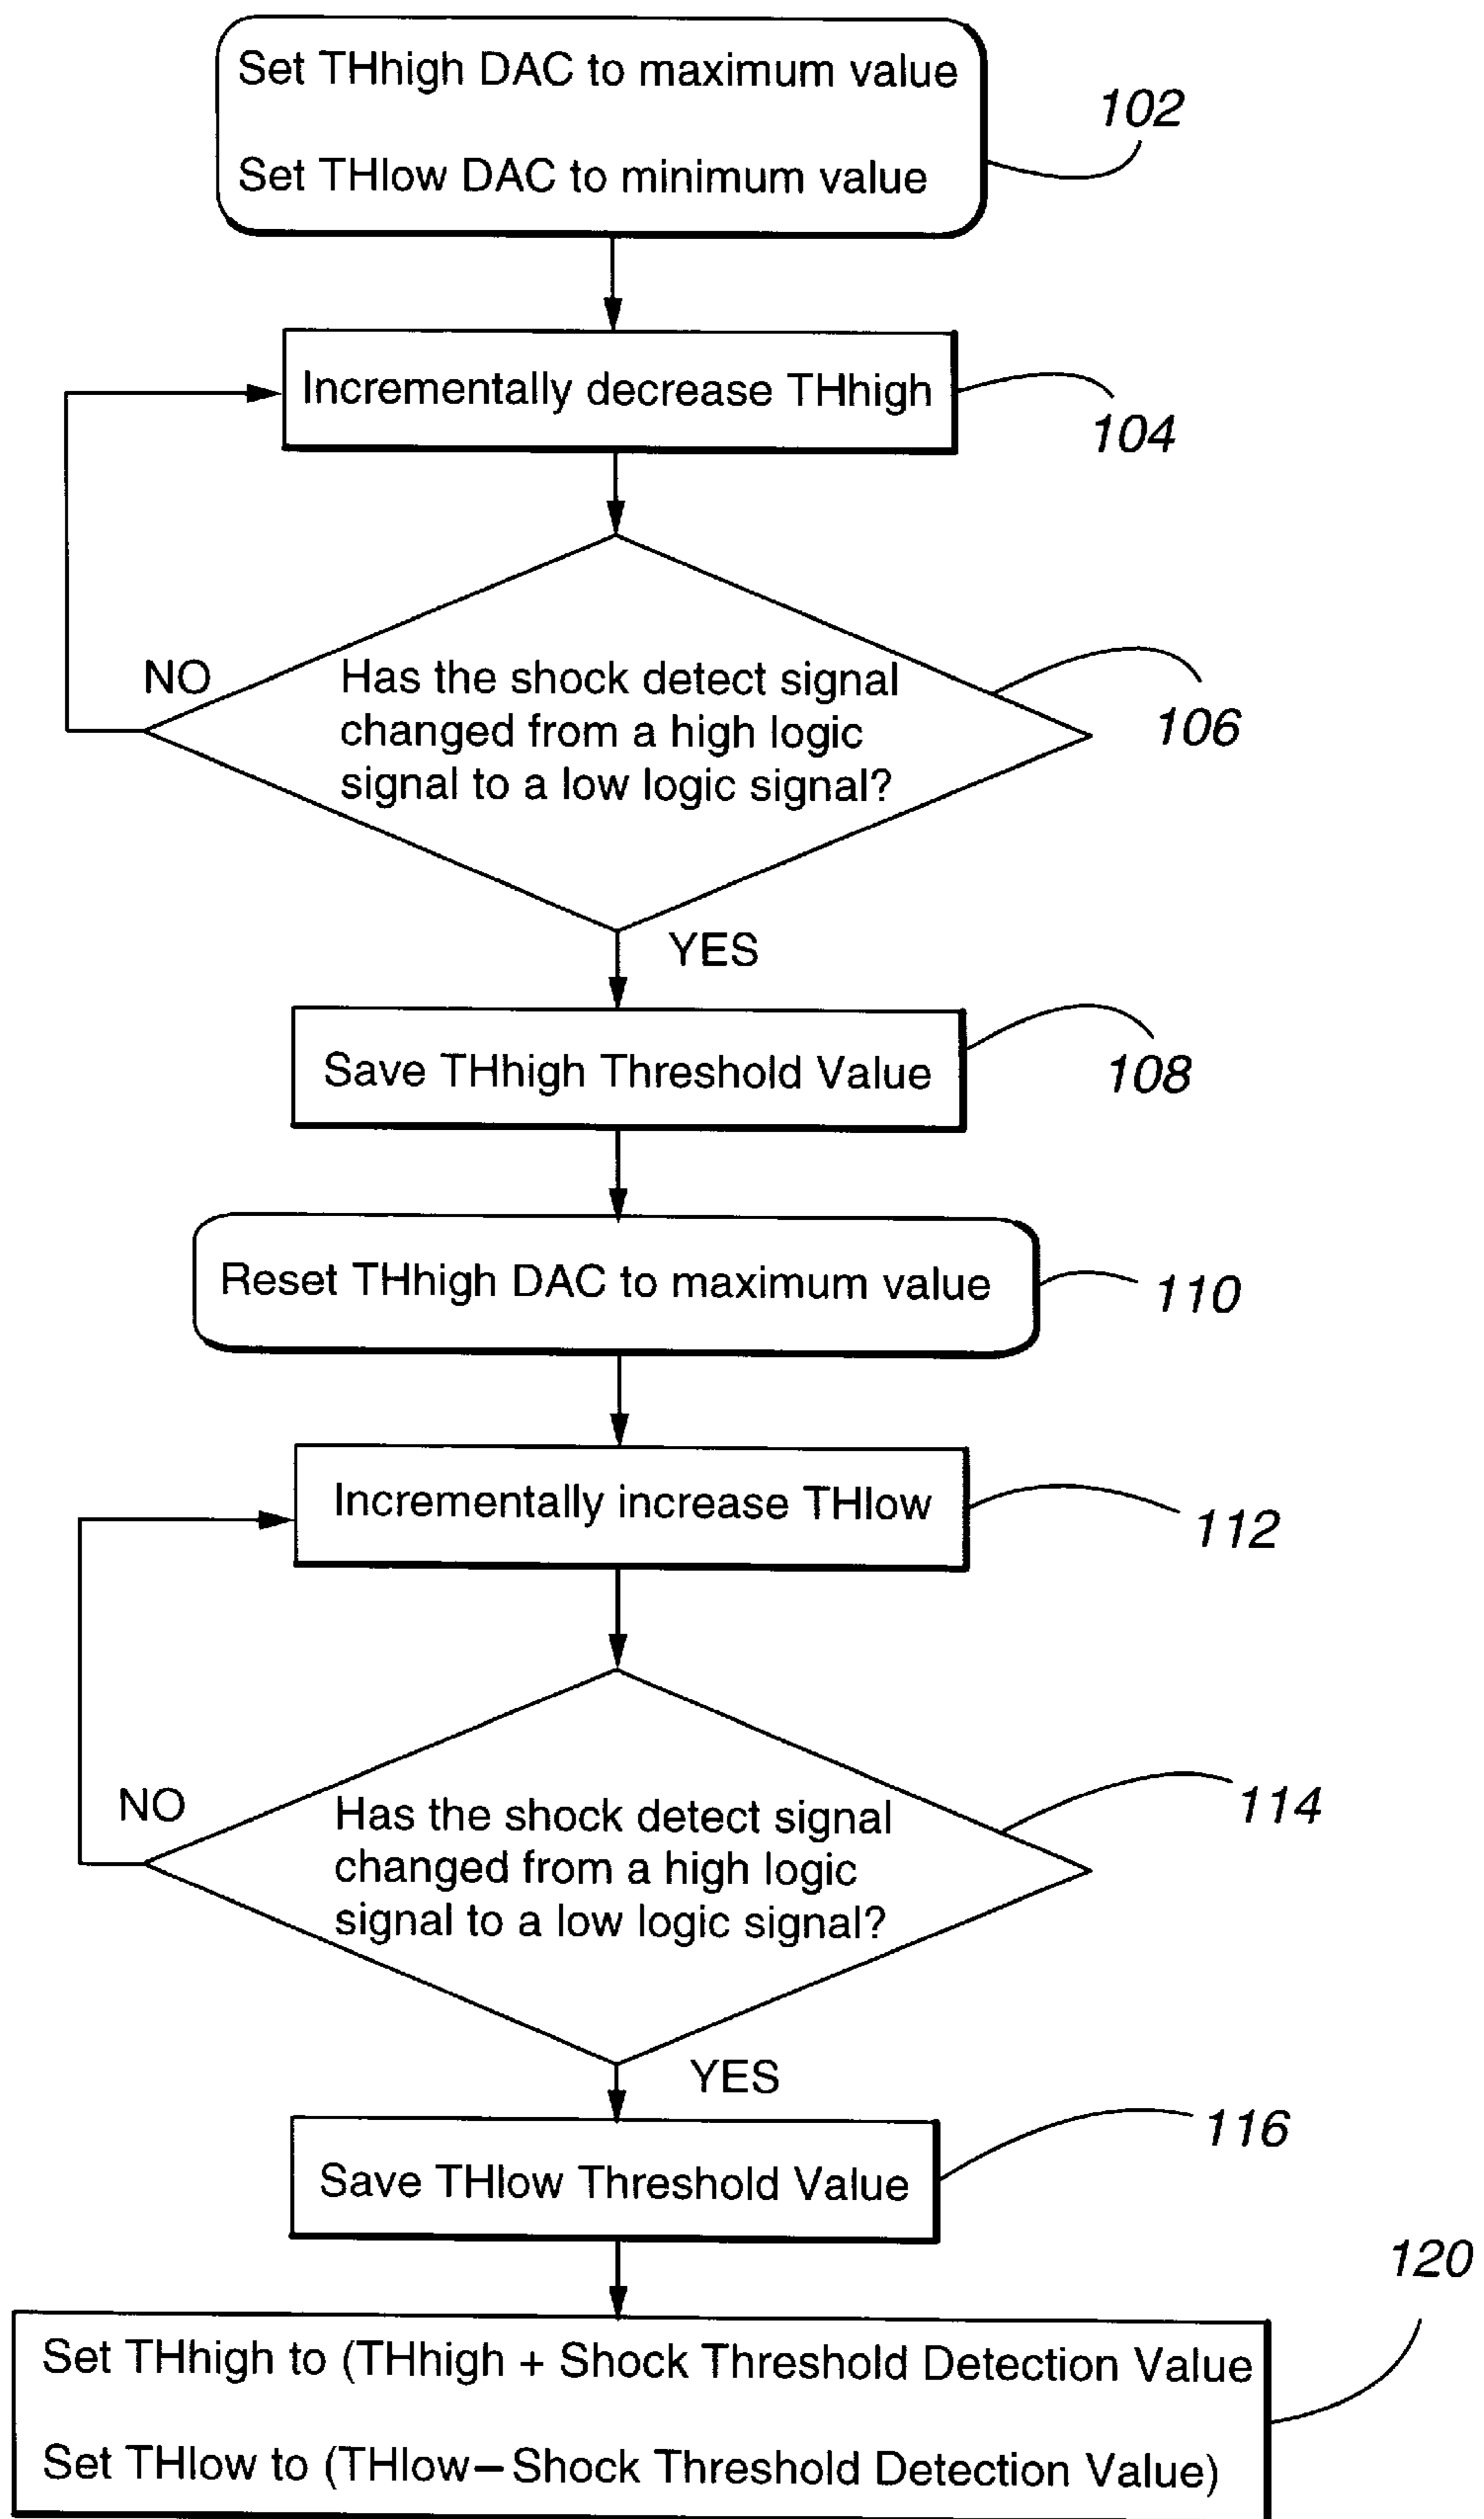 Set THhigh DAC to maximum value
Set THlow DAC to minimum value
102
Incrementally decrease THhigh
104
NO
Has the shock detect signal
changed from a high logic
signal to a low logic signal?
106
YES
Save THhigh Threshold Value
108
Reset THhigh DAC to maximum value
110
Incrementally increase THlow
112
NO
Has the shock detect signal
changed from a high logic
signal to a low logic signal?
114
YES
Save THlow Threshold Value
116
120
Set THhigh to (THhigh + Shock Threshold Detection Value
Set THlow to (THlow–Shock Threshold Detection Value)